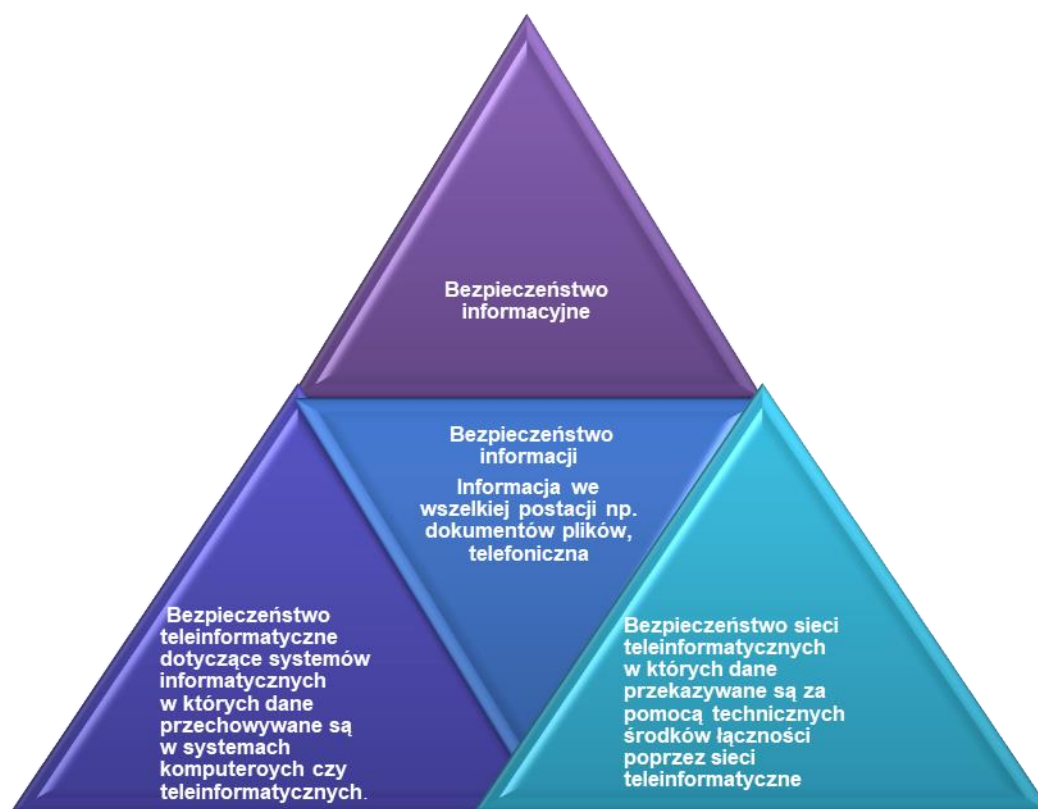 Bezpieczeństwo
informacyjne
Bezpieczeństwo
informacji
Informacja we
wszelkiej postaci np.
dokumentów plików,
telefoniczna
Bezpieczeństwo
teleinformatyczne
dotyczące systemów
informatycznych
w których dane
przechowywane są
w systemach
komputeroych czy
teleinformatycznych.
Bezpieczeństwo sieci
teleinformatycznych
w których dane
przekazywane są za
pomocą technicznych
środków łączności
poprzez sieci
teleinformatyczne